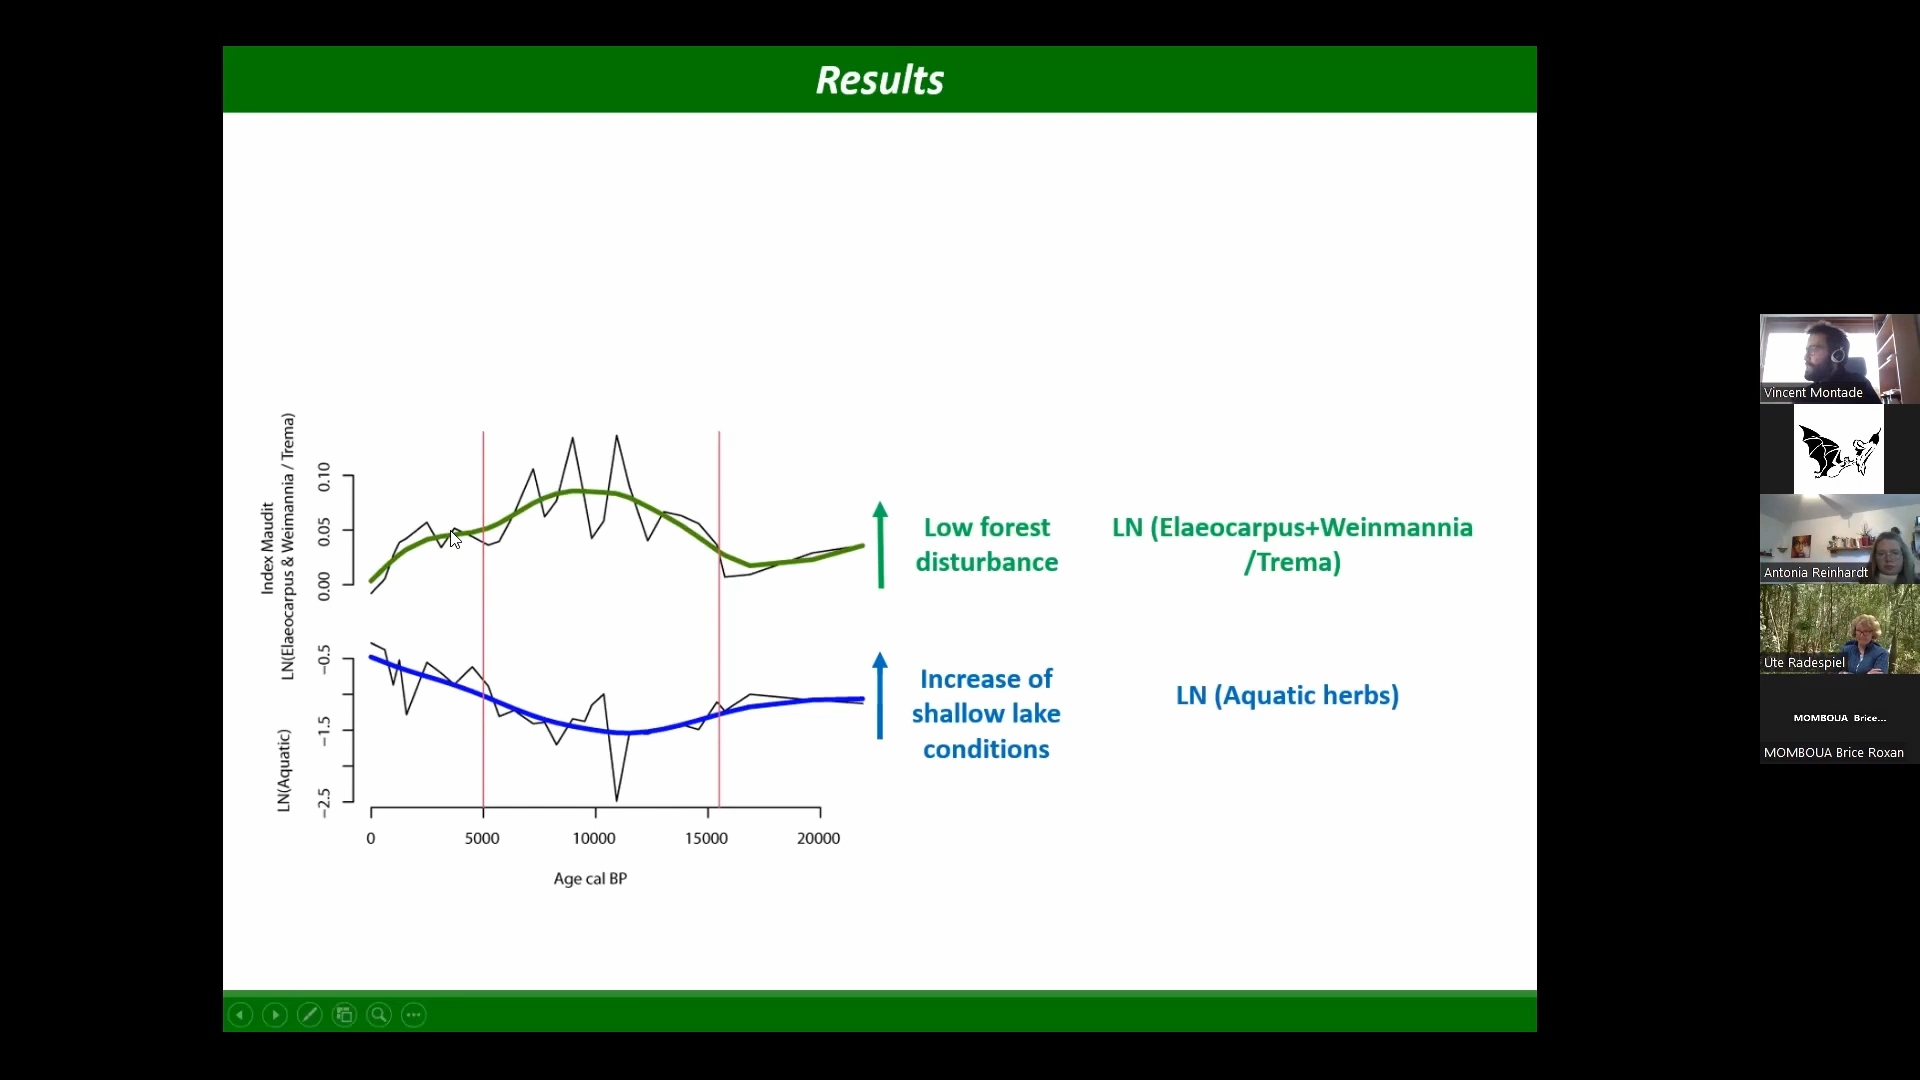 Results
Index Maudit
LN(Elaeocarpus & Weimannia / Trema)
0.10
0.05
0.00
Low forest
disturbance
LN (Elaeocarpus+Weinmannia
/Trema)
LN(Aquatic)
−0.5
−1.5
−2.5
Increase of
shallow lake
conditions
LN (Aquatic herbs)
0
5000
10000
15000
20000
Age cal BP
Vincent Montade
Antonia Reinhardt
Ute Radespiel
MOMBOUA Brice...
MOMBOUA Brice Roxan